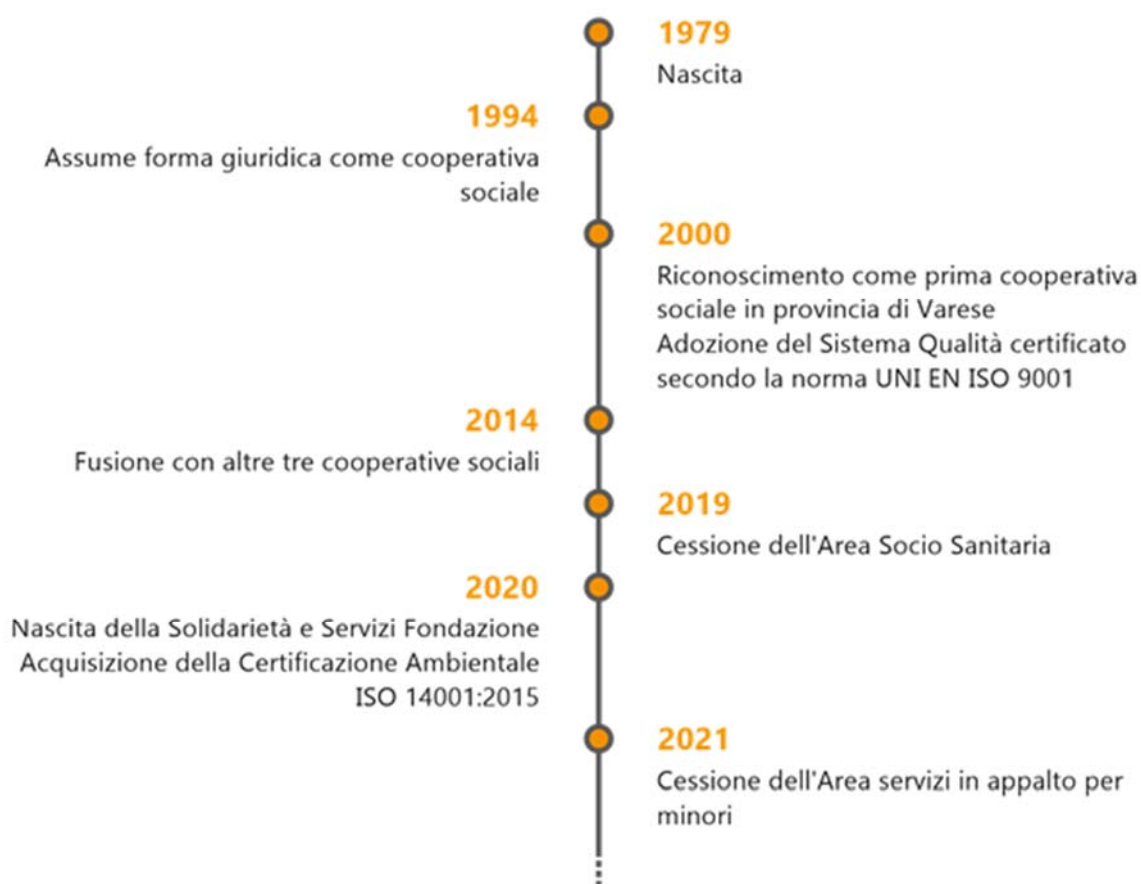 1979
Nascita
1994
Assume forma giuridica come cooperativa
sociale
2000
Riconoscimento come prima cooperativa
sociale in provincia di Varese
Adozione del Sistema Qualità certificato
secondo la norma UNI EN ISO 9001
2014
Fusione con altre tre cooperative sociali
2019
Cessione dell'Area Socio Sanitaria
2020
Nascita della Solidarietà e Servizi Fondazione
Acquisizione della Certificazione Ambientale
ISO 14001:2015
2021
Cessione dell'Area servizi in appalto per
minori